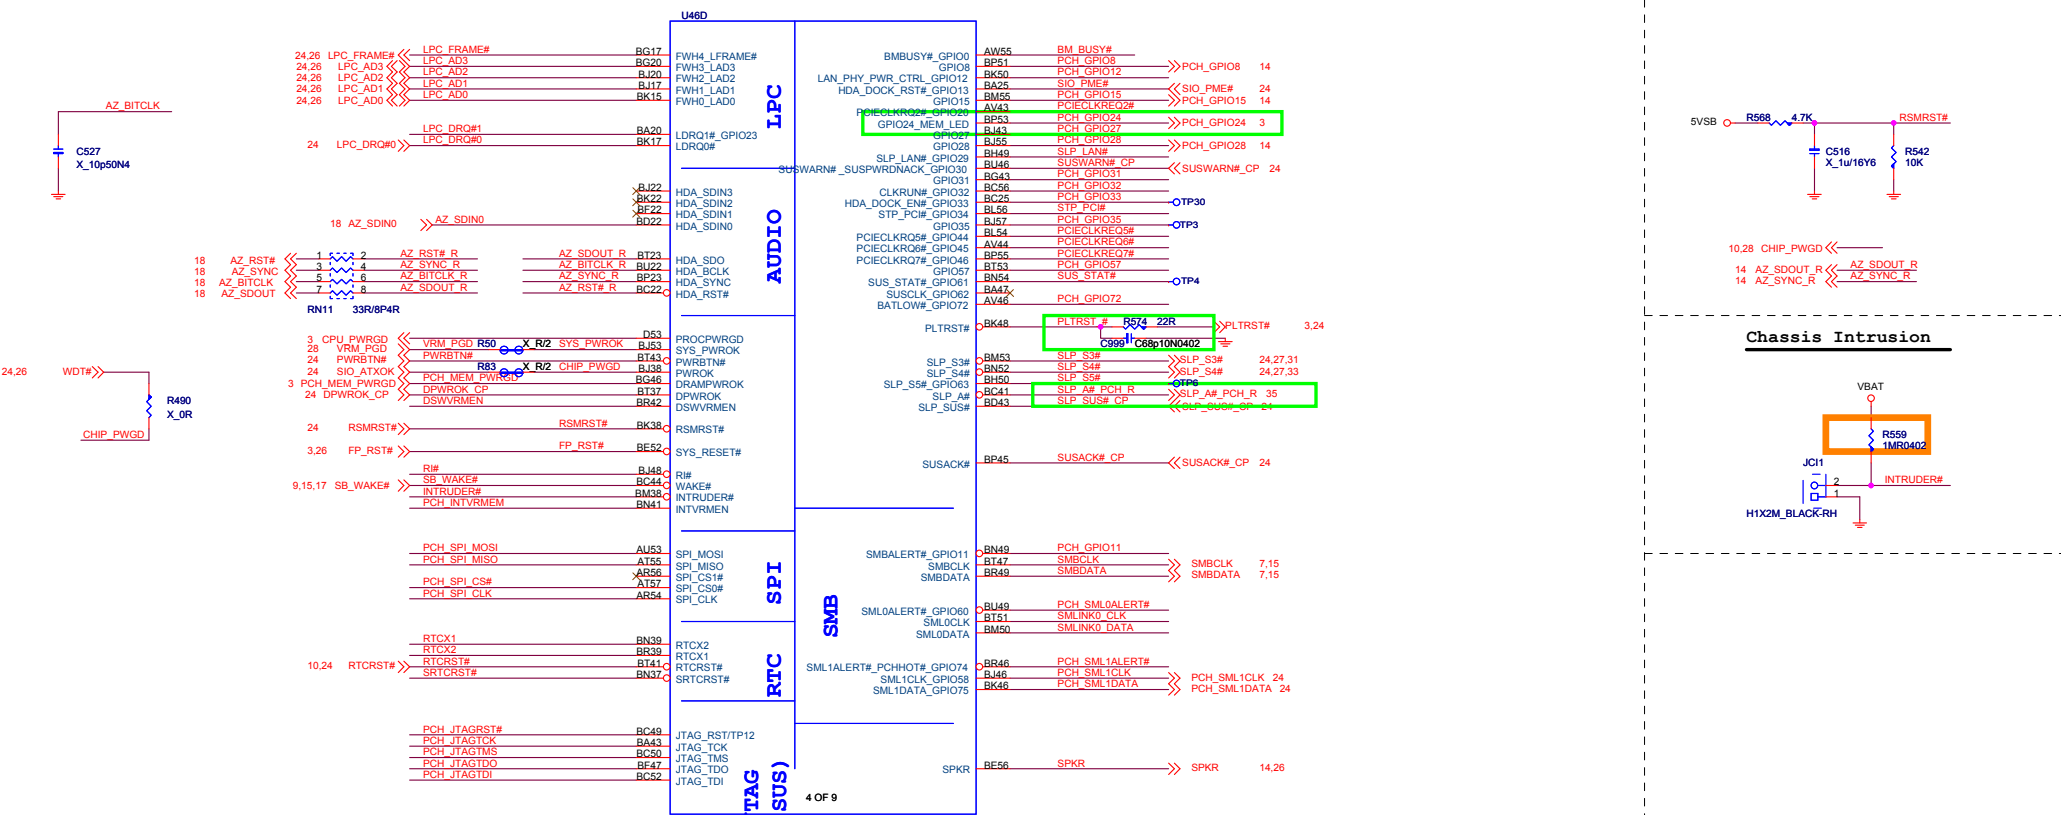 U46D
24,26 LPC_FRAME# LPC_FRAME# BG17 FWH4_LFRAME#
24,26 LPC_AD3 LPC_AD3 BG20 FWH3_LAD3
24,26 LPC_AD2 LPC_AD2 BJ20 FWH2_LAD2
24,26 LPC_AD1 LPC_AD1 BJ17 FWH1_LAD1
24,26 LPC_AD0 LPC_AD0 BK15 FWH0_LAD0
LPC_DRQ#1 BA20 LDRQ1#_GPIO23
24 LPC_DRQ#0 LPC_DRQ#0 BK17 LDRQ0#
LPC
AZ_BITCLK
C527
X_10p50N4
BJ22 HDA_SDIN3
BK22 HDA_SDIN2
BF22 HDA_SDIN1
18 AZ_SDIN0 AZ_SDIN0 BD22 HDA_SDIN0
18 AZ_RST# 1 2 AZ_RST#_R AZ_SDOUT_R BT23 HDA_SDO
18 AZ_SYNC 3 4 AZ_SYNC_R AZ_BITCLK_R BU22 HDA_BCLK
18 AZ_BITCLK 5 6 AZ_BITCLK_R AZ_SYNC_R BP23 HDA_SYNC
18 AZ_SDOUT 7 8 AZ_SDOUT_R AZ_RST#_R BC22 HDA_RST#
RN11 33R/8P4R
AUDIO
3 CPU_PWRGD D53 PROCPWRGD
28 VRM_PGD VRM_PGD R50 X_R/2 SYS_PWROK BJ53 SYS_PWROK
24 PWRBTN# PWRBTN# BT43 PWRBTN#
24 SIO_ATXOK R83 X_R/2 CHIP_PWGD BJ38 PWROK
3 PCH_MEM_PWRGD PCH_MEM_PWRGD BG46 DRAMPWROK
24 DPWROK_CP DPWROK_CP BT37 DPWROK
DSWVRMEN BR42 DSWVRMEN
24 RSMRST# RSMRST# BK38 RSMRST#
3,26 FP_RST# FP_RST# BE52 SYS_RESET#
RI# BJ48 RI#
9,15,17 SB_WAKE# SB_WAKE# BC44 WAKE#
INTRUDER# BM38 INTRUDER#
PCH_INTVRMEM BN41 INTVRMEN
24,26 WDT#
R490
X_0R
CHIP_PWGD
PCH_SPI_MOSI AU53 SPI_MOSI
PCH_SPI_MISO AT55 SPI_MISO
AR56 SPI_CS1#
PCH_SPI_CS# AT57 SPI_CS0#
PCH_SPI_CLK AR54 SPI_CLK
SPI
RTCX1 BN39 RTCX2
RTCX2 BR39 RTCX1
10,24 RTCRST# RTCRST# BT41 RTCRST#
SRTCRST# BN37 SRTCRST#
RTC
PCH_JTAGRST# BC49 JTAG_RST/TP12
PCH_JTAGTCK BA43 JTAG_TCK
PCH_JTAGTMS BC50 JTAG_TMS
PCH_JTAGTDO BF47 JTAG_TDO
PCH_JTAGTDI BC52 JTAG_TDI
TAG
SUS)
4 OF 9
BMBUSY#_GPIO0 AW55 BM_BUSY#
GPIO8 BP51 PCH_GPIO8 PCH_GPIO8 14
LAN_PHY_PWR_CTRL_GPIO12 BK50 PCH_GPIO12
HDA_DOCK_RST#_GPIO13 BA25 SIO_PME# SIO_PME# 24
GPIO15 BM55 PCH_GPIO15 PCH_GPIO15 14
PCIECLKRQ2#_GPIO20 AV43 PCIECLKREQ2#
GPIO24_MEM_LED BP53 PCH_GPIO24 PCH_GPIO24 3
GPIO27 BJ43 PCH_GPIO27
GPIO28 BJ55 PCH_GPIO28 PCH_GPIO28 14
SLP_LAN#_GPIO29 BH49 SLP_LAN#
SUSWARN#_SUSPWRDNACK_GPIO30 BU46 SUSWARN#_CP SUSWARN#_CP 24
GPIO31 BG43 PCH_GPIO31
CLKRUN#_GPIO32 BC56 PCH_GPIO32
HDA_DOCK_EN#_GPIO33 BC25 PCH_GPIO33 TP30
STP_PCI#_GPIO34 BL56 STP_PCI#
GPIO35 BJ57 PCH_GPIO35 TP3
PCIECLKRQ5#_GPIO44 BL54 PCIECLKREQ5#
PCIECLKRQ6#_GPIO45 AV44 PCIECLKREQ6#
PCIECLKRQ7#_GPIO46 BP55 PCIECLKREQ7#
GPIO57 BT53 PCH_GPIO57
SUS_STAT#_GPIO61 BN54 SUS_STAT# TP4
SUSCLK_GPIO62 BA47
BATLOW#_GPIO72 AV46 PCH_GPIO72
PLTRST# BK48 PLTRST_# R574 22R PLTRST# 3,24
C999 C68p10N0402
SLP_S3# BM53 SLP_S3# SLP_S3# 24,27,31
SLP_S4# BN52 SLP_S4# SLP_S4# 24,27,33
SLP_S5#_GPIO63 BH50 SLP_S5# TP6
SLP_A# BC41 SLP_A#_PCH_R SLP_A#_PCH_R 35
SLP_SUS# BD43 SLP_SUS#_CP SLP_SUS#_CP 24
SUSACK# BP45 SUSACK#_CP SUSACK#_CP 24
SMBALERT#_GPIO11 BN49 PCH_GPIO11
SMBCLK BT47 SMBCLK SMBCLK 7,15
SMBDATA BR49 SMBDATA SMBDATA 7,15
SMB
SML0ALERT#_GPIO60 BU49 PCH_SML0ALERT#
SML0CLK BT51 SMLINK0_CLK
SML0DATA BM50 SMLINK0_DATA
SML1ALERT#_PCHHOT#_GPIO74 BR46 PCH_SML1ALERT#
SML1CLK_GPIO58 BJ46 PCH_SML1CLK PCH_SML1CLK 24
SML1DATA_GPIO75 BK46 PCH_SML1DATA PCH_SML1DATA 24
SPKR BE56 SPKR SPKR 14,26
5VSB R568 4.7K RSMRST#
C516
X_1u/16Y6
R542
10K
10,28 CHIP_PWGD
14 AZ_SDOUT_R AZ_SDOUT_R
14 AZ_SYNC_R AZ_SYNC_R
Chassis Intrusion
VBAT
R559
1MR0402
JCI1
2 INTRUDER#
1
H1X2M_BLACK-RH